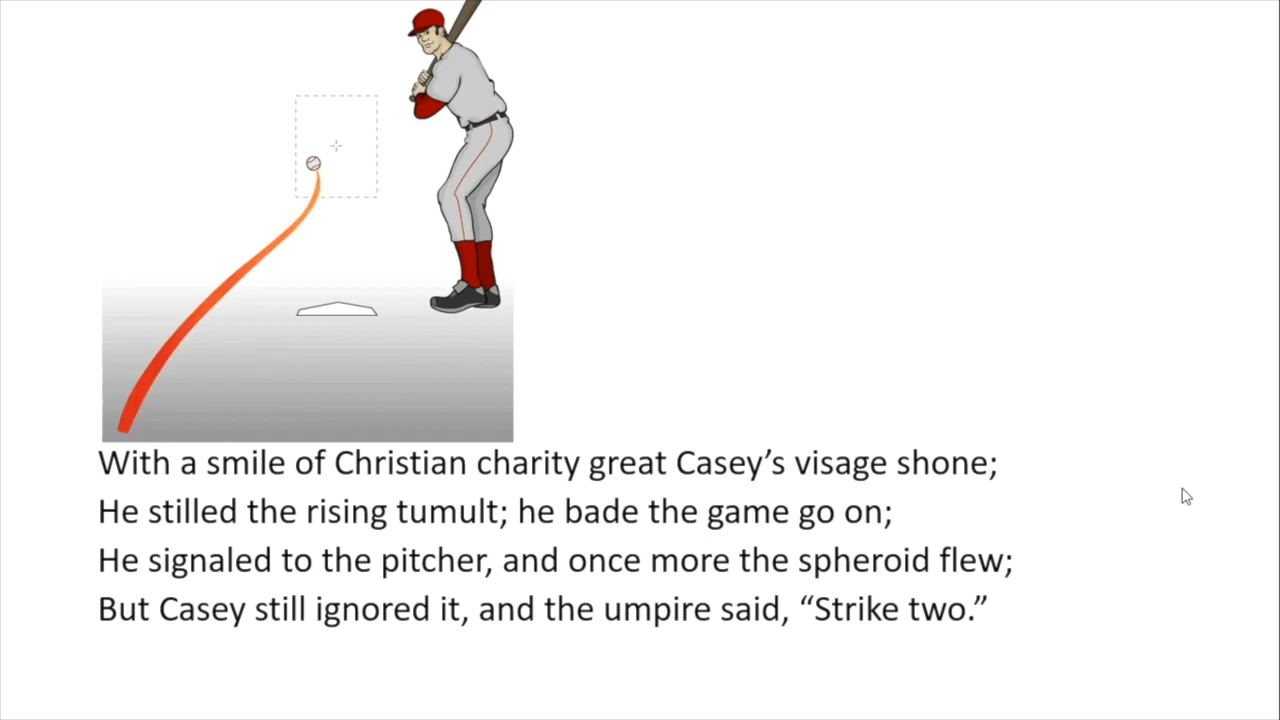 With a smile of Christian charity great Casey’s visage shone;
He stilled the rising tumult; he bade the game go on;
He signaled to the pitcher, and once more the spheroid flew;
But Casey still ignored it, and the umpire said, “Strike two.”